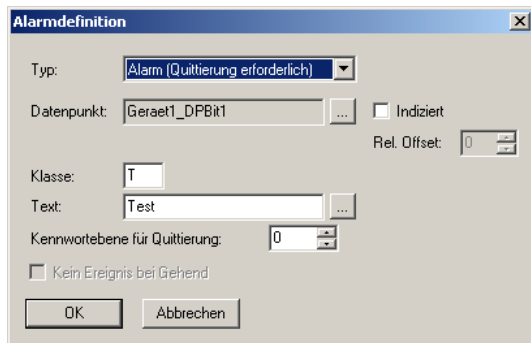 Alarmdefinition
Typ: Alarm (Quittierung erforderlich)
Datenpunkt: Geraet1_DPBit1 ... Indiziert
Rel. Offset: 0
Klasse: T
Text: Test ...
Kennwortebene für Quittierung: 0
Kein Ereignis bei Gehend
OK Abbrechen